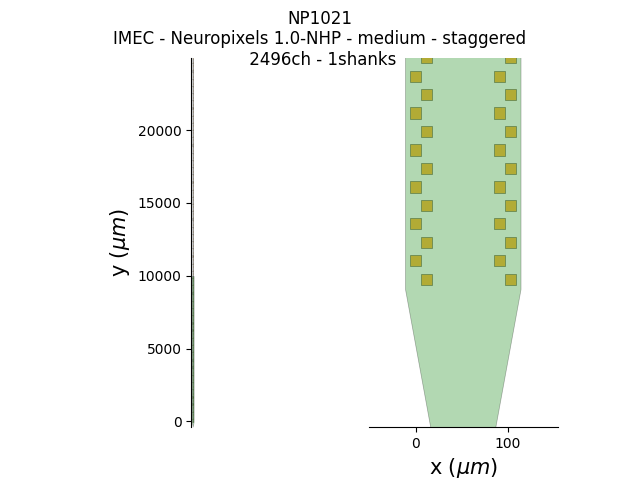 NP1021
IMEC - Neuropixels 1.0-NHP - medium - staggered
2496ch - 1shanks
20000
15000
10000
5000
0
y (μm)
0 100
x (μm)